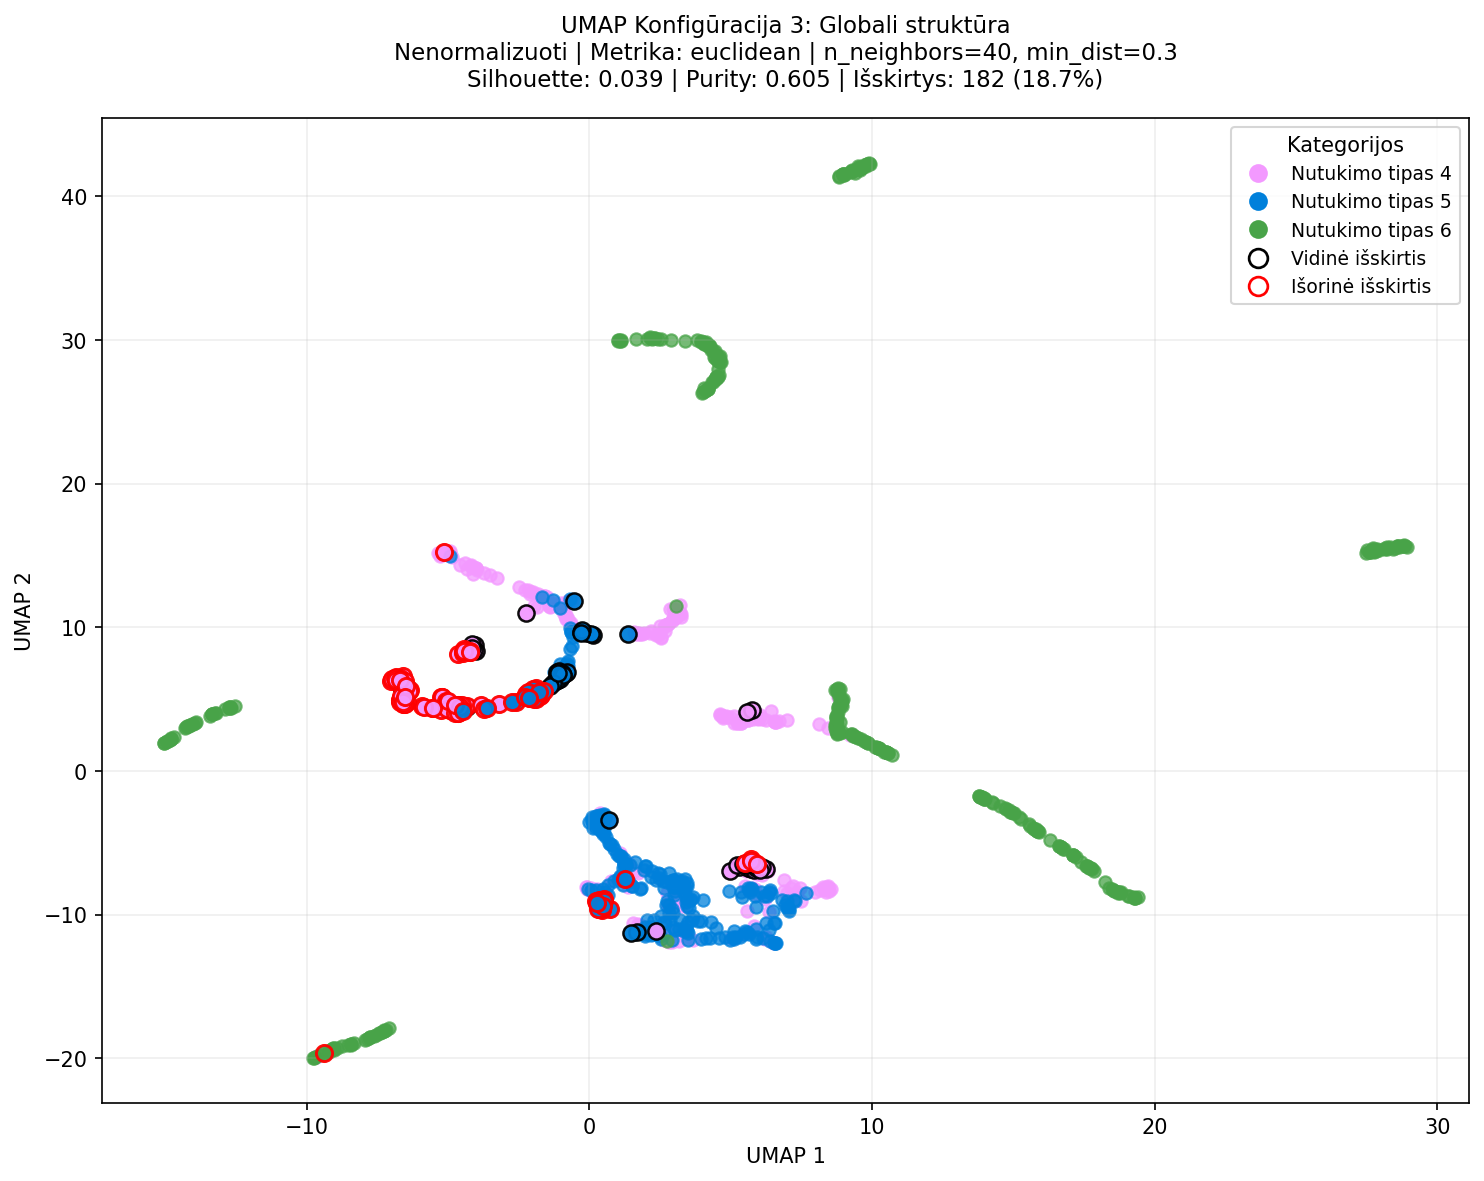 UMAP Konfigūracija 3: Globali struktūra
Nenormalizuoti | Metrika: euclidean | n_neighbors=40, min_dist=0.3
Silhouette: 0.039 | Purity: 0.605 | Išskirtys: 182 (18.7%)
Kategorijos
Nutukimo tipas 4
Nutukimo tipas 5
Nutukimo tipas 6
Vidinė išskirtis
Išorinė išskirtis
UMAP 2
40
30
20
10
0
−10
−20
−10
0
10
20
30
UMAP 1